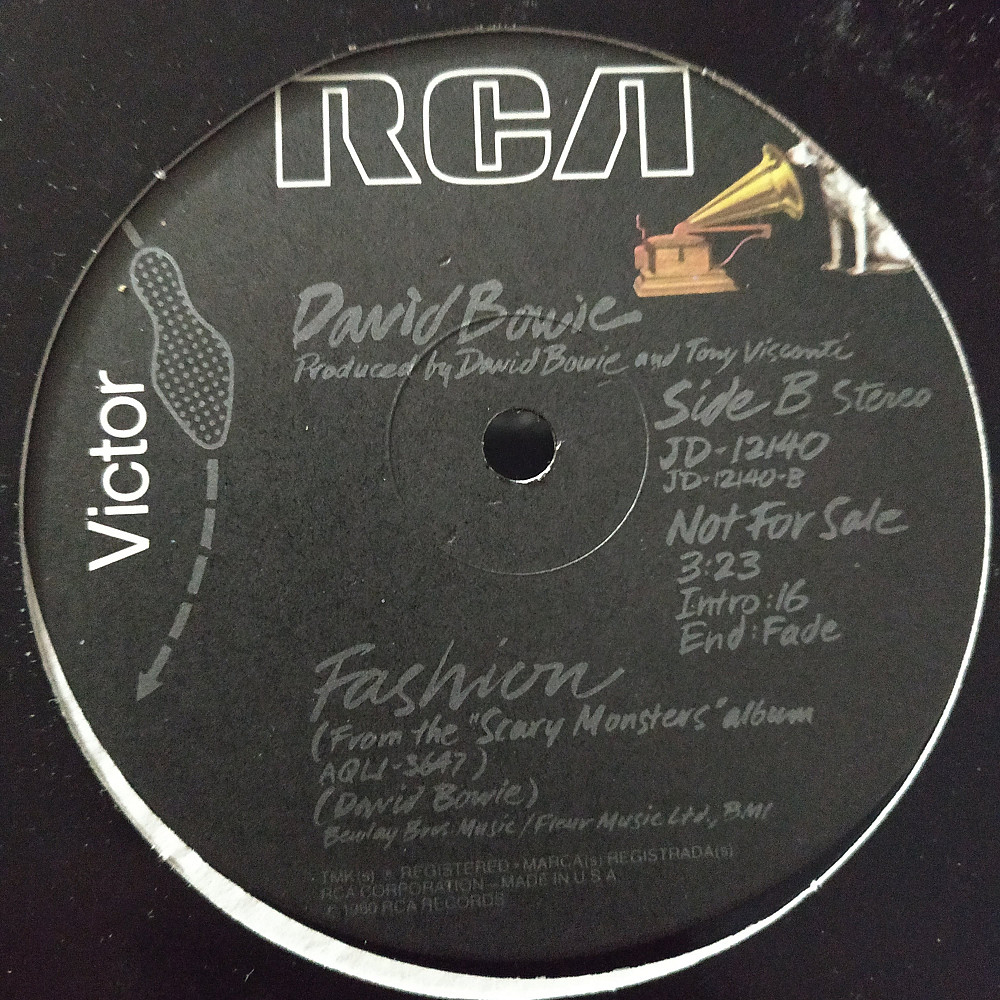 RCA
Victor
David Bowie
Produced by David Bowie and Tony Visconti
Side B Stereo
JD-12140
JD-12140-B
Not For Sale
3:23
Intro:16
End:Fade
Fashion
(From the "Scary Monsters" album
AQL1-3647)
(David Bowie)
Bewlay Bros. Music/Fleur Music Ltd., BMI
TMK(s) ® REGISTERED • MARCA(s) REGISTRADA(s)
RCA CORPORATION—MADE IN U.S.A.
℗ 1980 RCA RECORDS